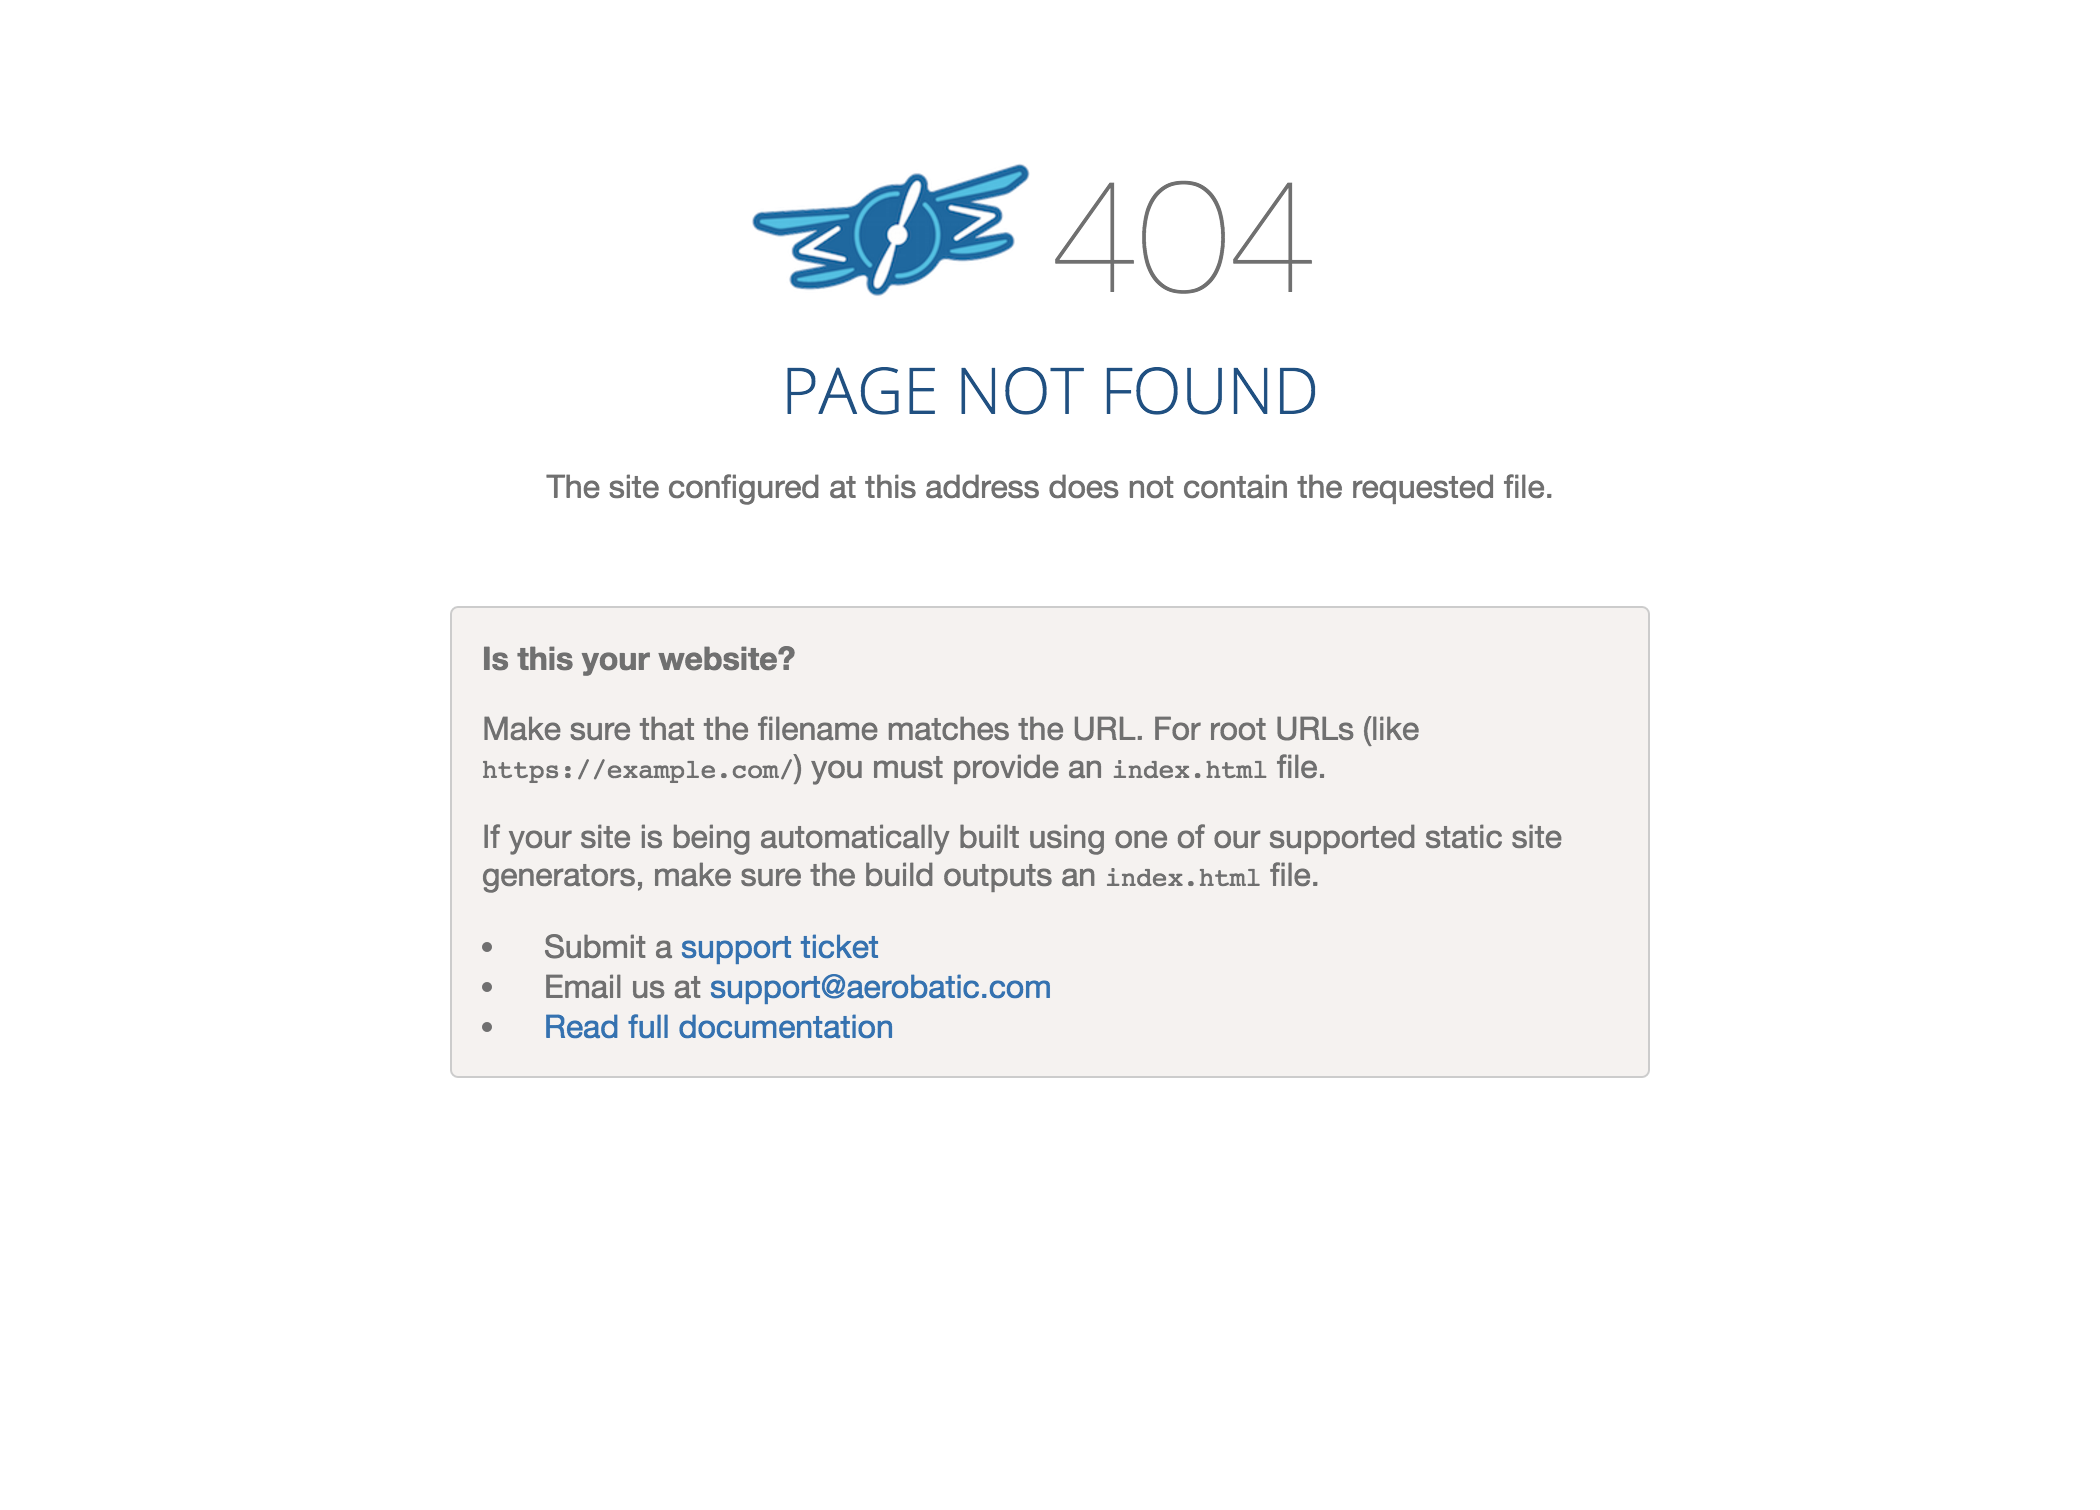 404
PAGE NOT FOUND
The site configured at this address does not contain the requested file.
Is this your website?
Make sure that the filename matches the URL. For root URLs (like
https://example.com/) you must provide an index.html file.
If your site is being automatically built using one of our supported static site
generators, make sure the build outputs an index.html file.
• Submit a support ticket
• Email us at support@aerobatic.com
• Read full documentation